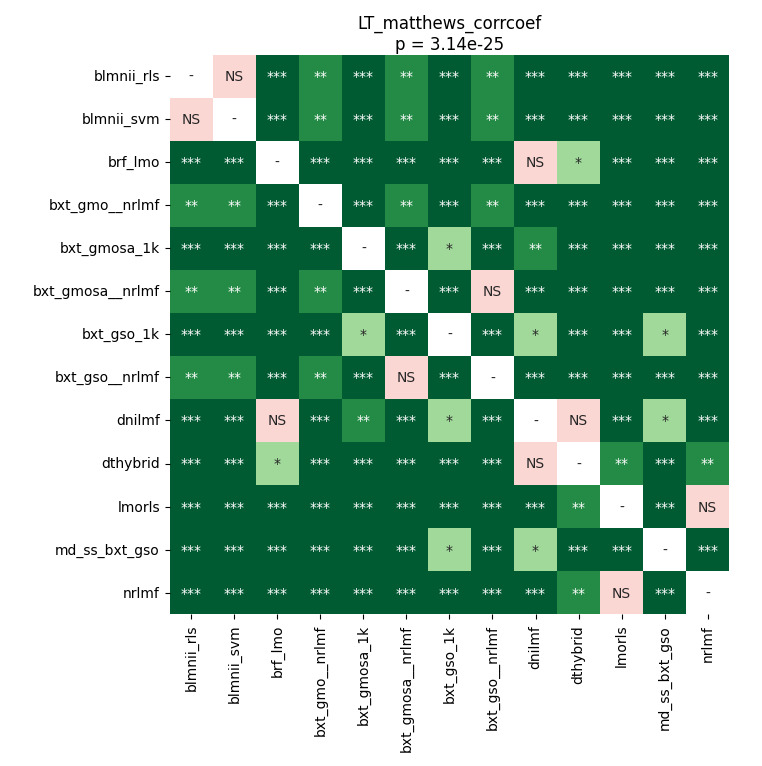 LT_matthews_corrcoef
p = 3.14e-25
blmnii_rls - NS *** ** *** ** *** ** *** *** *** *** ***
blmnii_svm NS - *** ** *** ** *** ** *** *** *** *** ***
brf_lmo *** *** - *** *** *** *** *** NS * *** *** ***
bxt_gmo__nrlmf ** ** *** - *** ** *** ** *** *** *** *** ***
bxt_gmosa_1k *** *** *** *** - *** * *** ** *** *** *** ***
bxt_gmosa__nrlmf ** ** *** ** *** - *** NS *** *** *** *** ***
bxt_gso_1k *** *** *** *** * *** - *** * *** *** * ***
bxt_gso__nrlmf ** ** *** ** *** NS *** - *** *** *** *** ***
dnilmf *** *** NS *** ** *** * *** - NS *** * ***
dthybrid *** *** * *** *** *** *** *** NS - ** *** **
lmorls *** *** *** *** *** *** *** *** *** ** - *** NS
md_ss_bxt_gso *** *** *** *** *** *** * *** * *** *** - ***
nrlmf *** *** *** *** *** *** *** *** *** ** NS *** -
blmnii_rls
blmnii_svm
brf_lmo
bxt_gmo__nrlmf
bxt_gmosa_1k
bxt_gmosa__nrlmf
bxt_gso_1k
bxt_gso__nrlmf
dnilmf
dthybrid
lmorls
md_ss_bxt_gso
nrlmf